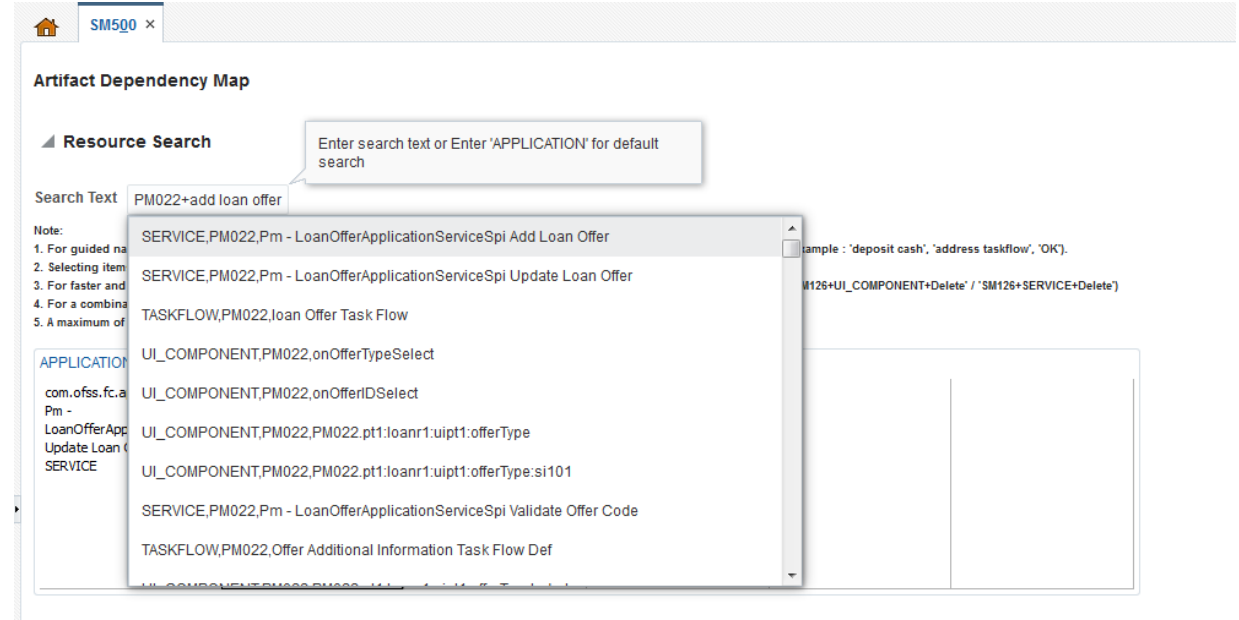 SM500 ×
Artifact Dependency Map
Resource Search
Enter search text or Enter 'APPLICATION' for default
search
Search Text PM022+add loan offer
Note:
1. For guided na
ample : 'deposit cash', 'address taskflow', 'OK').
2. Selecting item
3. For faster and
M126+UI_COMPONENT+Delete' / 'SM126+SERVICE+Delete')
4. For a combina
5. A maximum of
SERVICE,PM022,Pm - LoanOfferApplicationServiceSpi Add Loan Offer
SERVICE,PM022,Pm - LoanOfferApplicationServiceSpi Update Loan Offer
TASKFLOW,PM022,loan Offer Task Flow
UI_COMPONENT,PM022,onOfferTypeSelect
UI_COMPONENT,PM022,onOfferIDSelect
UI_COMPONENT,PM022,PM022.pt1:loanr1:uipt1:offerType
UI_COMPONENT,PM022,PM022.pt1:loanr1:uipt1:offerType:si101
SERVICE,PM022,Pm - LoanOfferApplicationServiceSpi Validate Offer Code
TASKFLOW,PM022,Offer Additional Information Task Flow Def
APPLICATION
com.ofss.fc.a
Pm -
LoanOfferApp
Update Loan
SERVICE